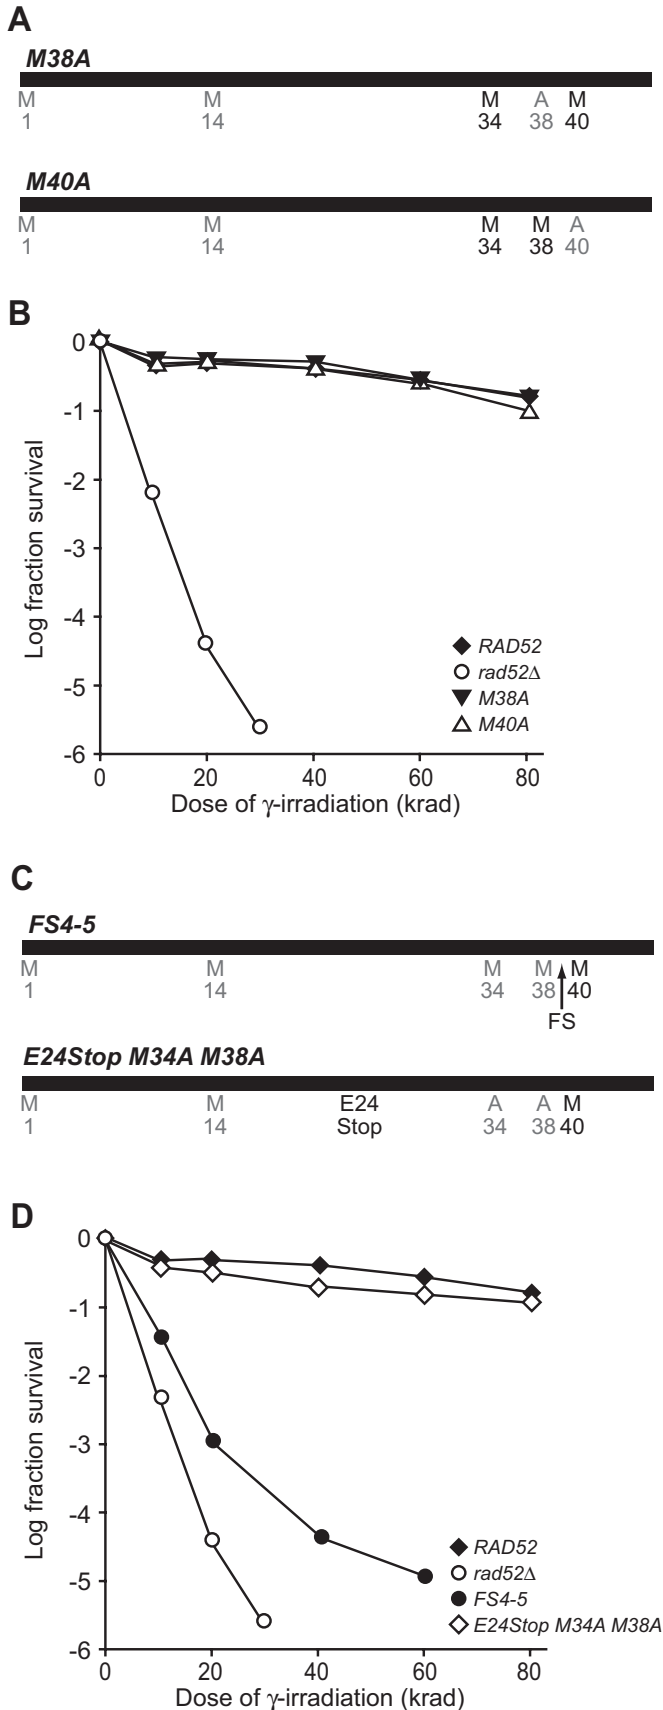 A
M38A
M M M A M
1 14 34 38 40
M40A
M M M M A
1 14 34 38 40
B
0
-1
-2
-3
-4
-5
-6
Log fraction survival
RAD52
rad52Δ
M38A
M40A
0 20 40 60 80
Dose of γ-irradiation (krad)
C
FS4-5
M M M M M
1 14 34 38 40
FS
E24Stop M34A M38A
M M E24 A A M
1 14 Stop 34 38 40
D
0
-1
-2
-3
-4
-5
-6
Log fraction survival
RAD52
rad52Δ
FS4-5
E24Stop M34A M38A
0 20 40 60 80
Dose of γ-irradiation (krad)